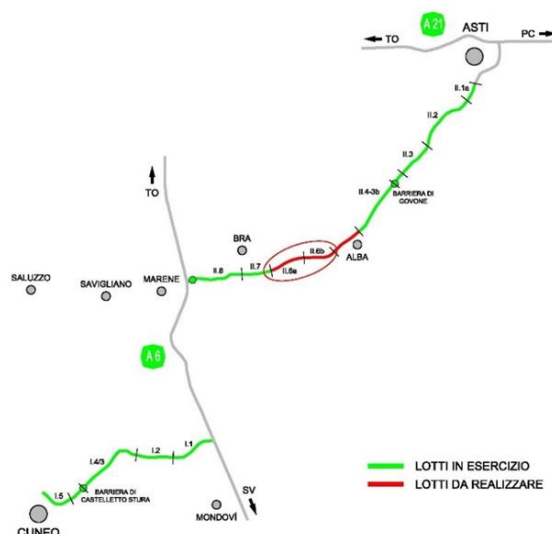 A 21
ASTI
TO
PC
II.1a
II.2
II.3
II.4-3b
BARRIERA DI
GOVONE
TO
BRA
ALBA
II.6b
II.6a
II.7
II.8
MARENE
SAVIGLIANO
SALUZZO
A 6
I.1
I.2
I.4/3
I.5
BARRIERA DI
CASTELLETTO STURA
SV
MONDOVÍ
CUNEO
LOTTI IN ESERCIZIO
LOTTI DA REALIZZARE